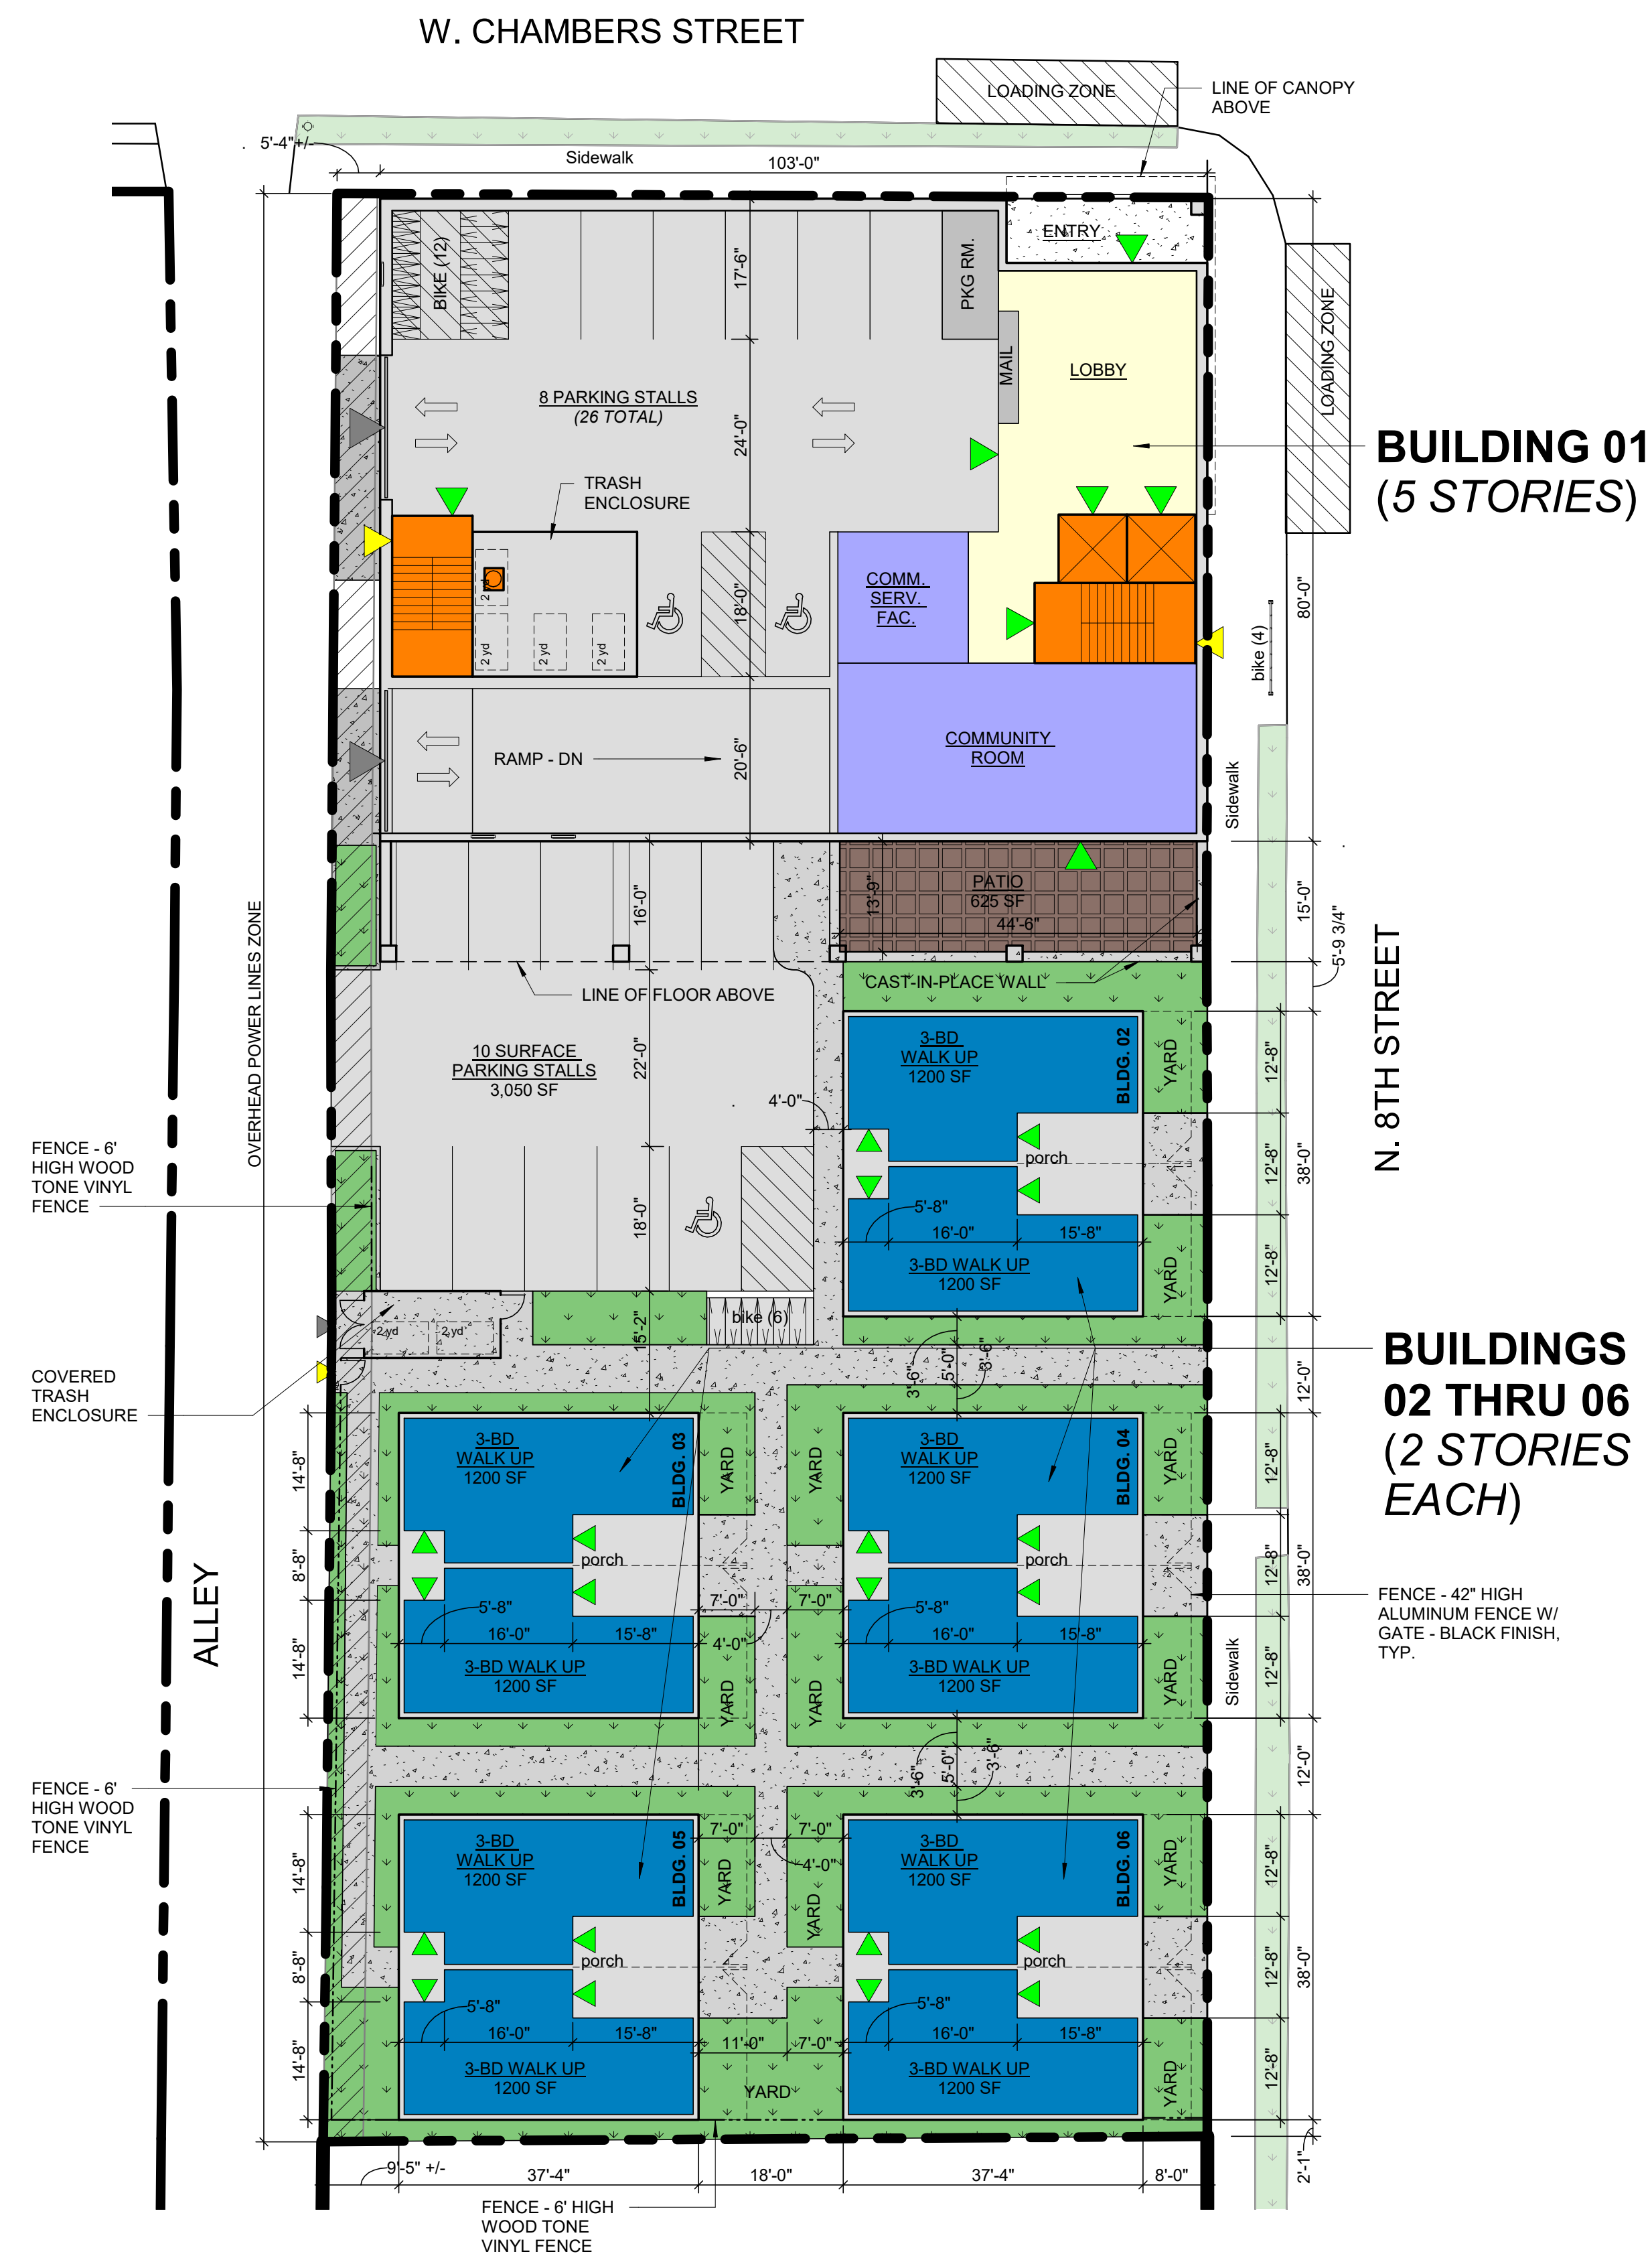 W. CHAMBERS STREET
LOADING ZONE
LINE OF CANOPY
ABOVE
5'-4"+/-
Sidewalk
103'-0"
ENTRY
BIKE (12)
17'-6"
PKG RM.
LOADING ZONE
MAIL
LOBBY
8 PARKING STALLS
(26 TOTAL)
24'-0"
BUILDING 01
(5 STORIES)
TRASH
ENCLOSURE
2 yd
2 yd
2 yd
2 yd
18'-0"
COMM.
SERV.
FAC.
80'-0"
bike (4)
RAMP - DN
20'-6"
COMMUNITY
ROOM
Sidewalk
16'-0"
13'-9"
PATIO
625 SF
44'-6"
15'-0"
5'-9 3/4"
CAST-IN-PLACE WALL
LINE OF FLOOR ABOVE
OVERHEAD POWER LINES ZONE
N. 8TH STREET
10 SURFACE
PARKING STALLS
3,050 SF
22'-0"
4'-0"
3-BD
WALK UP
1200 SF
BLDG. 02
YARD
12'-8"
porch
12'-8"
38'-0"
FENCE - 6'
HIGH WOOD
TONE VINYL
FENCE
18'-0"
5'-8"
16'-0"
15'-8"
3-BD WALK UP
1200 SF
YARD
12'-8"
2 yd
2 yd
15'-2"
bike (6)
3'-6"
5'-0"
3'-6"
12'-0"
BUILDINGS
02 THRU 06
(2 STORIES
EACH)
COVERED
TRASH
ENCLOSURE
14'-8"
3-BD
WALK UP
1200 SF
BLDG. 03
YARD
YARD
3-BD
WALK UP
1200 SF
BLDG. 04
YARD
12'-8"
8'-8"
porch
porch
12'-8"
38'-0"
FENCE - 42" HIGH
ALUMINUM FENCE W/
GATE - BLACK FINISH,
TYP.
ALLEY
14'-8"
5'-8"
16'-0"
15'-8"
7'-0"
7'-0"
4'-0"
5'-8"
16'-0"
15'-8"
3-BD WALK UP
1200 SF
YARD
YARD
3-BD WALK UP
1200 SF
YARD
12'-8"
Sidewalk
3'-6"
5'-0"
3'-6"
12'-0"
FENCE - 6'
HIGH WOOD
TONE VINYL
FENCE
14'-8"
3-BD
WALK UP
1200 SF
BLDG. 05
7'-0"
7'-0"
4'-0"
YARD
YARD
3-BD
WALK UP
1200 SF
BLDG. 06
YARD
12'-8"
8'-8"
porch
porch
12'-8"
38'-0"
14'-8"
5'-8"
16'-0"
15'-8"
11'-0"
7'-0"
5'-8"
16'-0"
15'-8"
3-BD WALK UP
1200 SF
YARD
3-BD WALK UP
1200 SF
YARD
12'-8"
9'-5" +/-
37'-4"
18'-0"
37'-4"
8'-0"
2'-1"
FENCE - 6' HIGH
WOOD TONE
VINYL FENCE